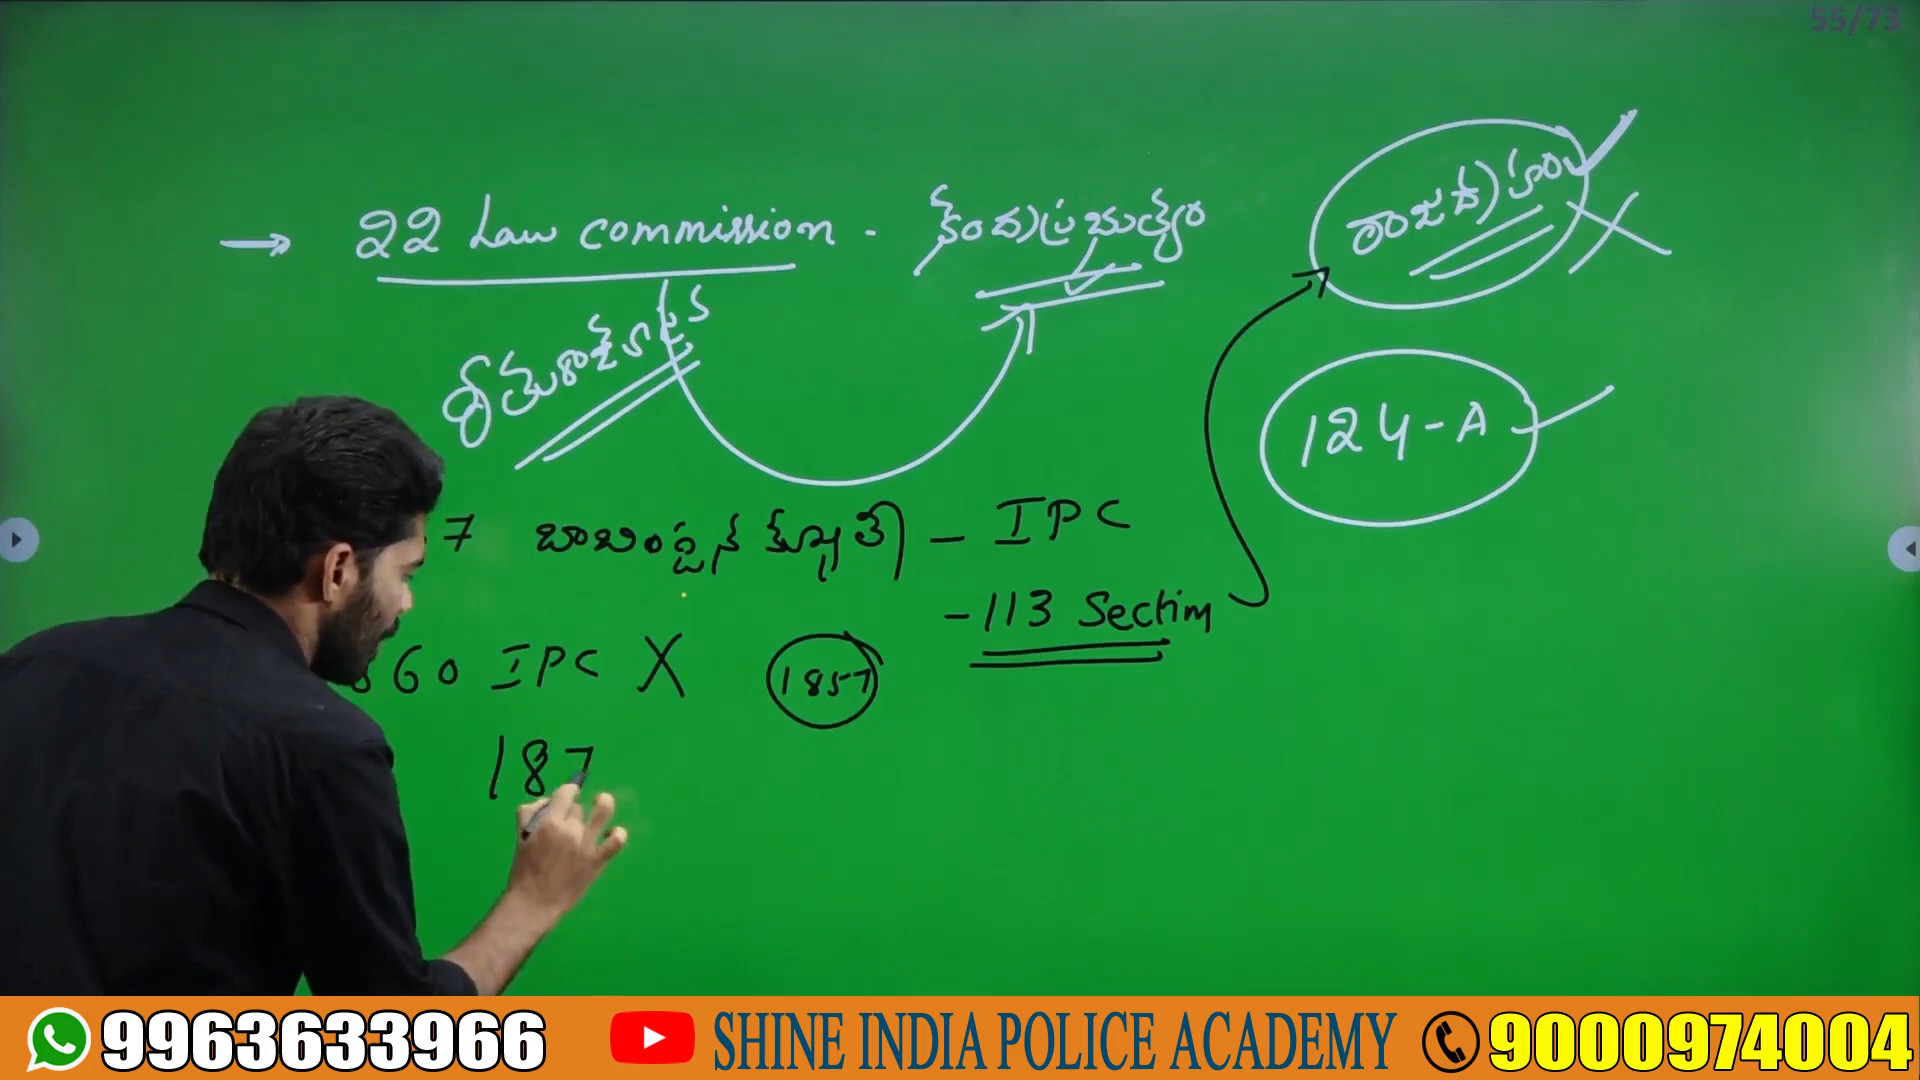 55/73
→ 22 Law commission - కేంద్రప్రభుత్వం
రాజద్రోహం
124-A
7 - IPC
-113 Section
860 IPC X
1857
187
9963633966 SHINE INDIA POLICE ACADEMY 9000974004